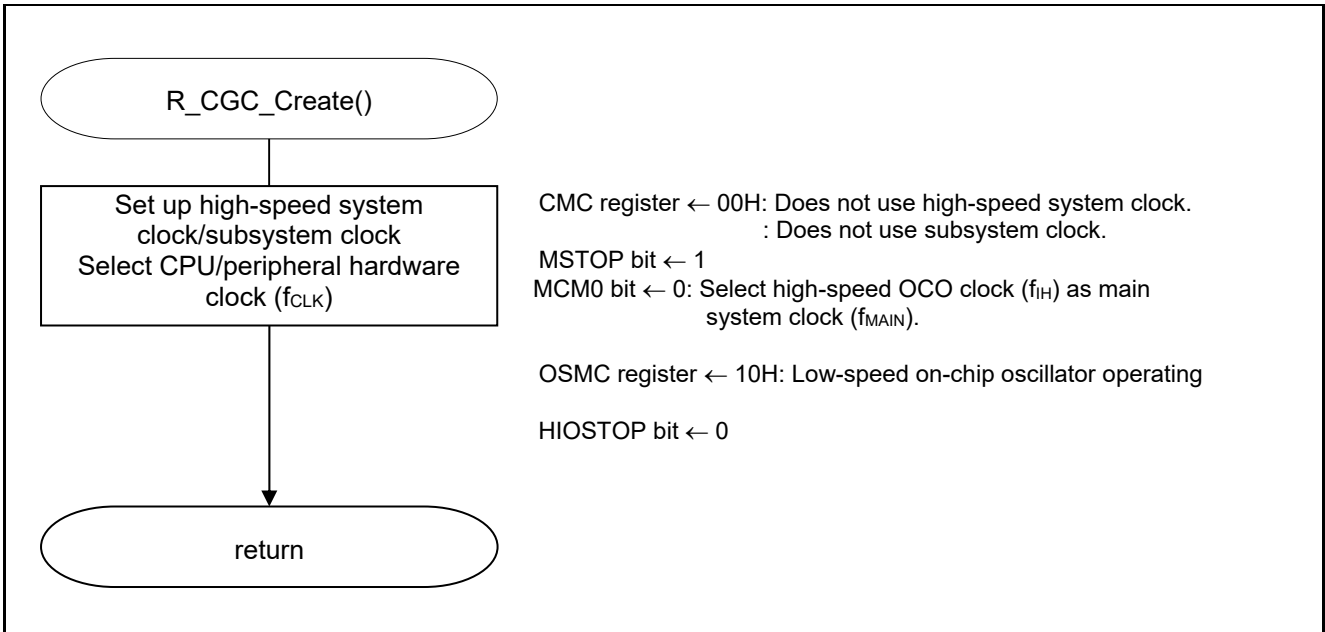 R_CGC_Create()
Set up high-speed system
clock/subsystem clock
Select CPU/peripheral hardware
clock (fCLK)
CMC register ← 00H: Does not use high-speed system clock.
: Does not use subsystem clock.
MSTOP bit ← 1
MCM0 bit ← 0: Select high-speed OCO clock (fIH) as main
system clock (fMAIN).
OSMC register ← 10H: Low-speed on-chip oscillator operating
HIOSTOP bit ← 0
return